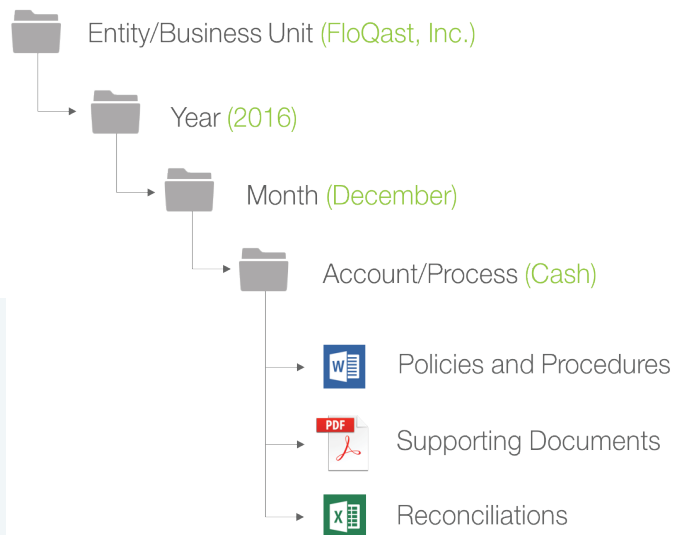 Entity/Business Unit (FloQast, Inc.)
Year (2016)
Month (December)
Account/Process (Cash)
W
Policies and Procedures
PDF
Supporting Documents
X
Reconciliations